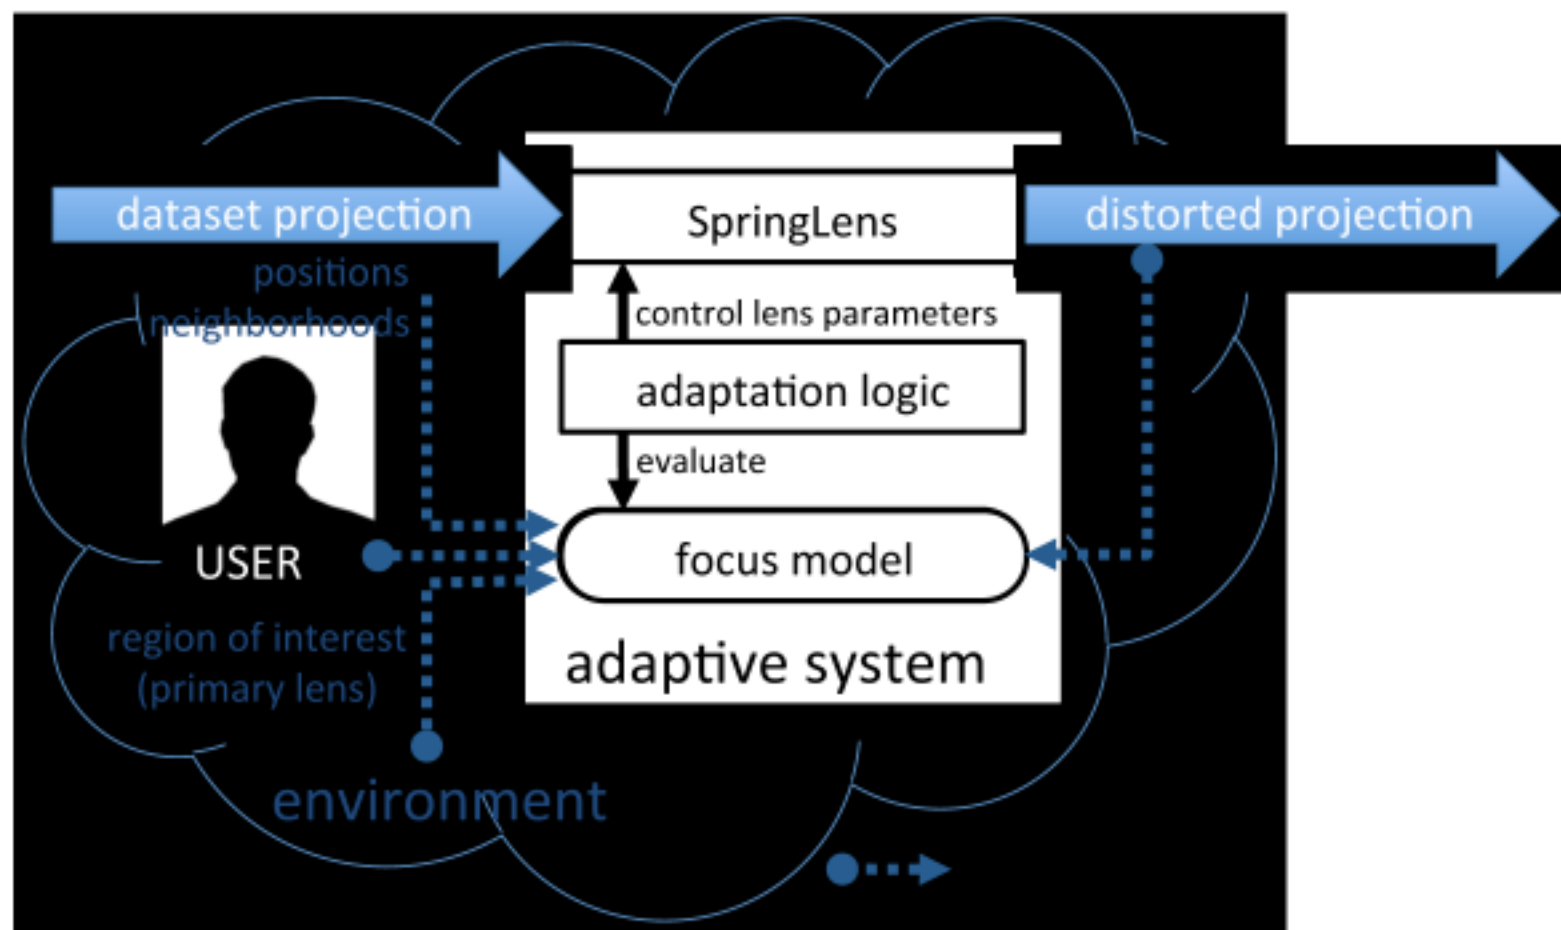 dataset projection
SpringLens
distorted projection
positions
neighborhoods
control lens parameters
adaptation logic
evaluate
USER
focus model
region of interest
(primary lens)
adaptive system
environment